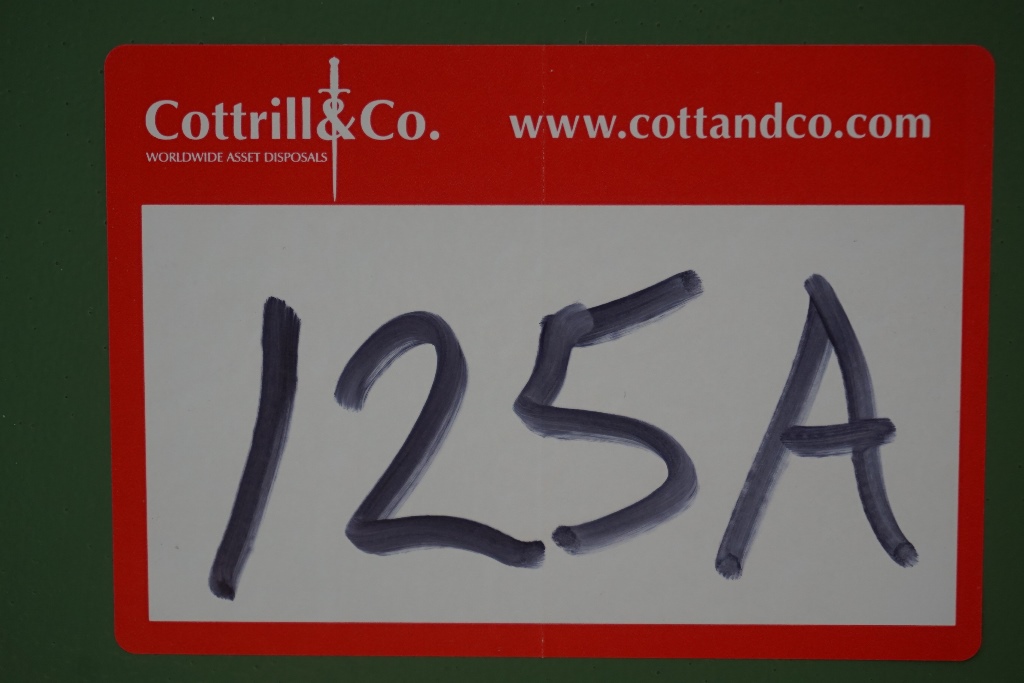 Cottrill&Co. www.cottandco.com
WORLDWIDE ASSET DISPOSALS
125A